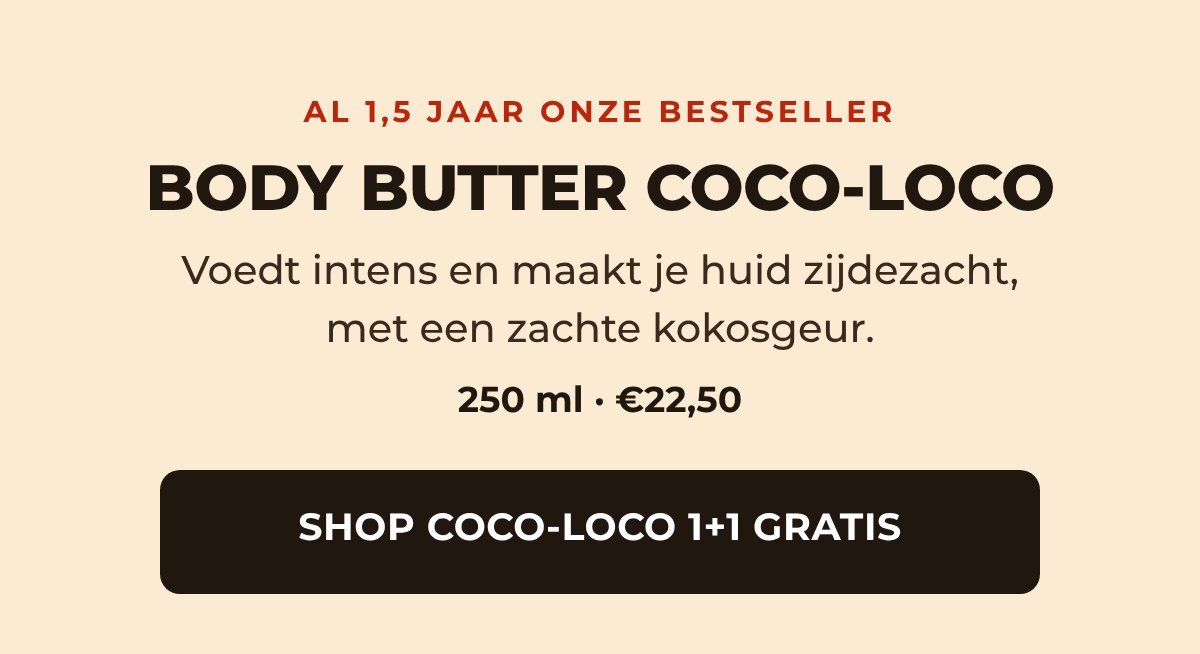 AL 1,5 JAAR ONZE BESTSELLER
BODY BUTTER COCO-LOCO
Voedt intens en maakt je huid zijdezacht,
met een zachte kokosgeur.
250 ml · €22,50
SHOP COCO-LOCO 1+1 GRATIS